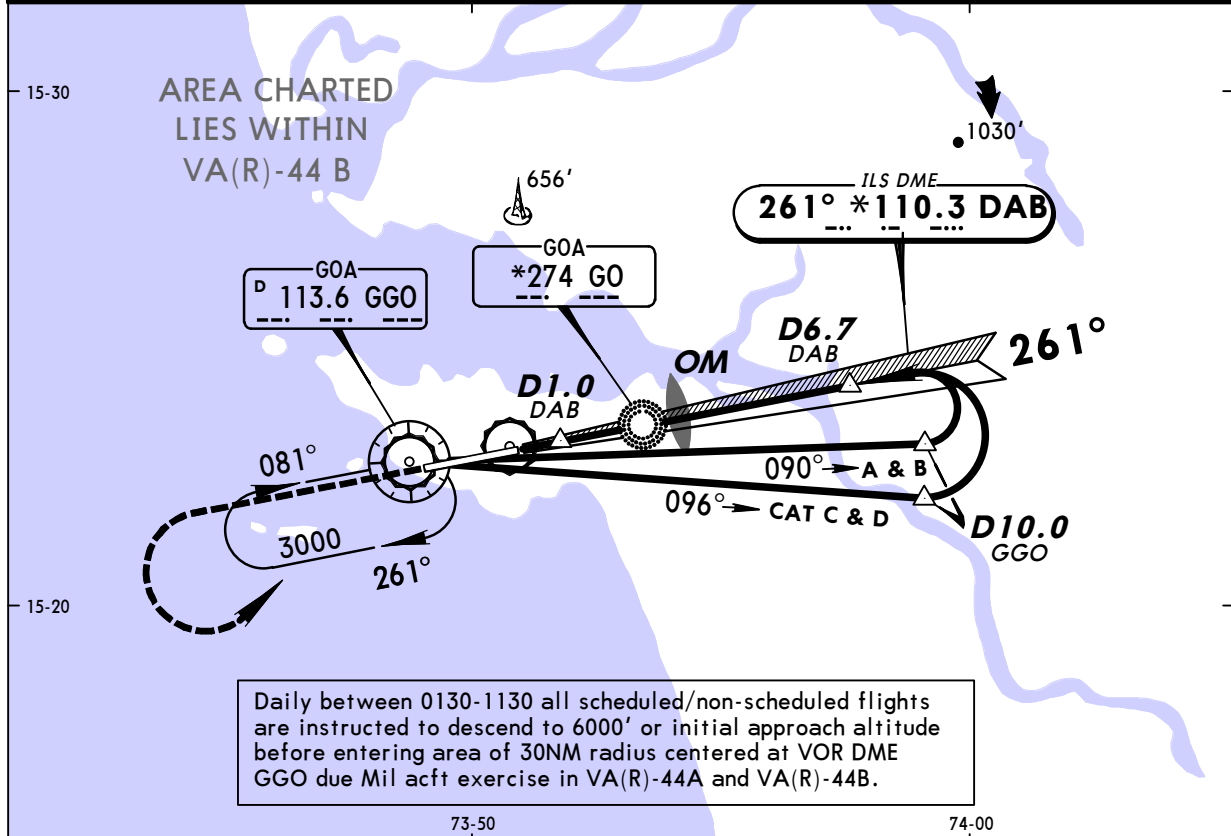 15-30
AREA CHARTED
LIES WITHIN
VA(R)-44 B
1030'
656'
ILS DME
261° *110.3 DAB
GOA
*274 GO
GOA
D 113.6 GGO
D6.7
DAB
261°
OM
D1.0
DAB
081°
090° A & B
096° CAT C & D
D10.0
GGO
3000
261°
15-20
Daily between 0130-1130 all scheduled/non-scheduled flights
are instructed to descend to 6000' or initial approach altitude
before entering area of 30NM radius centered at VOR DME
GGO due Mil acft exercise in VA(R)-44A and VA(R)-44B.
73-50
74-00